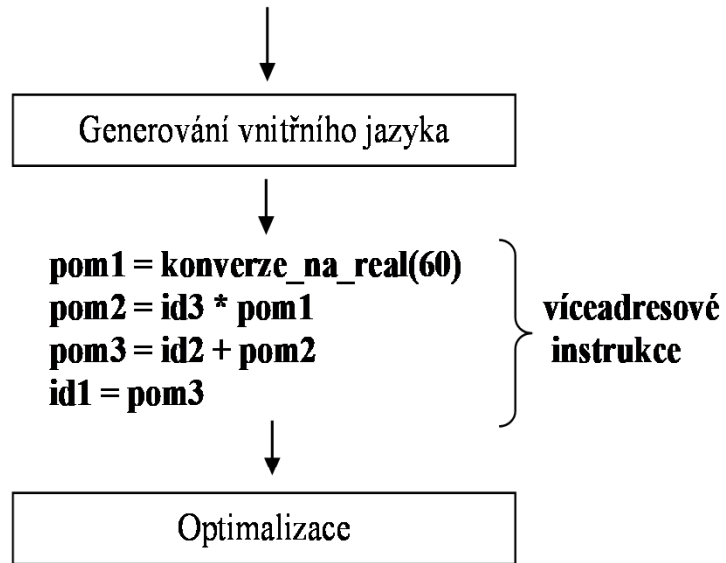 Generování vnitřního jazyka
pom1 = konverze_na_real(60)
pom2 = id3 * pom1
pom3 = id2 + pom2
id1 = pom3
víceadresové
instrukce
Optimalizace